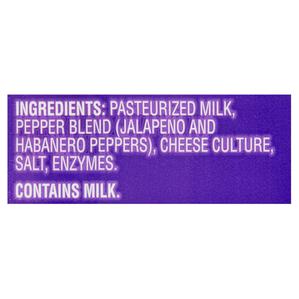 INGREDIENTS: PASTEURIZED MILK,
PEPPER BLEND (JALAPENO AND
HABANERO PEPPERS), CHEESE CULTURE,
SALT, ENZYMES.
CONTAINS MILK.